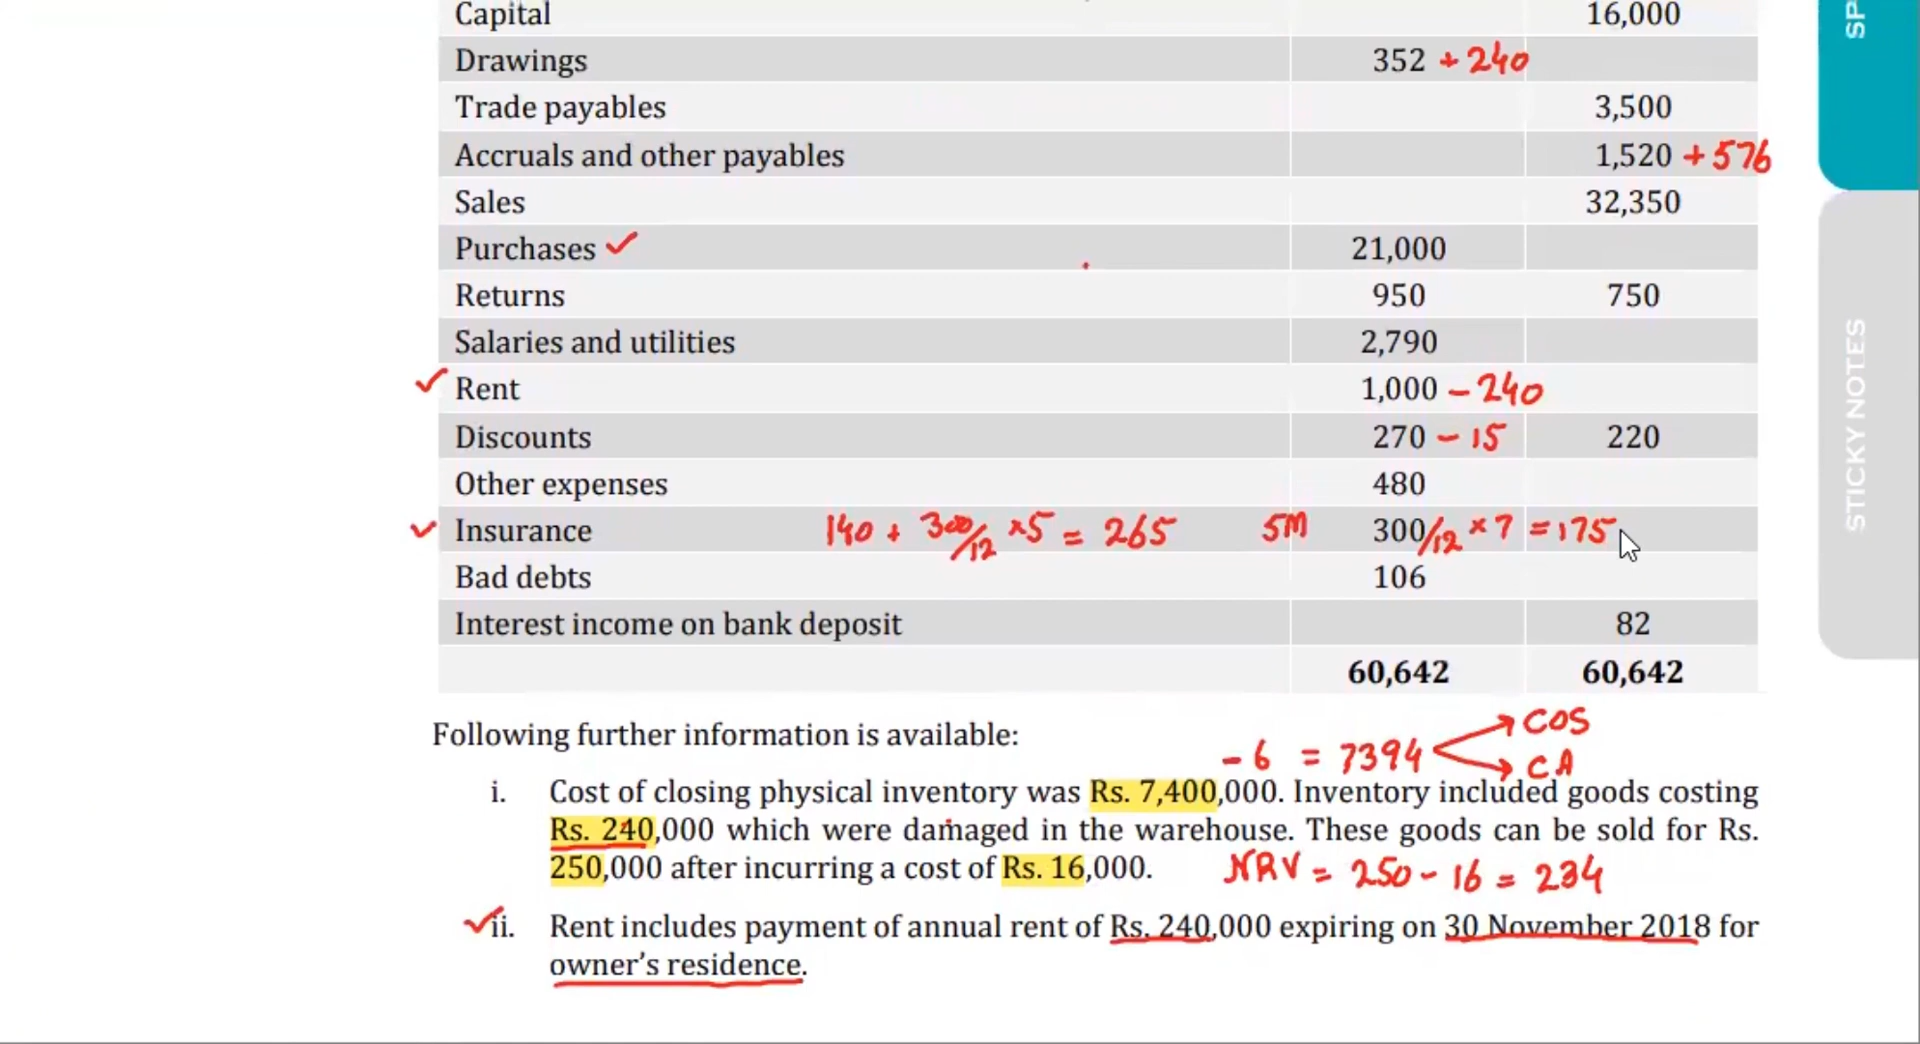 Capital 16,000
SP
Drawings 352 + 240
Trade payables 3,500
Accruals and other payables 1,520 + 576
Sales 32,350
Purchases ✓ 21,000
Returns 950 750
Salaries and utilities 2,790
✓ Rent 1,000 - 240
Discounts 270 - 15 220
Other expenses 480
✓ Insurance 140 + 300/12 × 5 = 265 5M 300/12 × 7 = 175
STICKY NOTES
Bad debts 106
Interest income on bank deposit 82
60,642 60,642
Following further information is available:
- 6 = 7394 COS
CA
i. Cost of closing physical inventory was Rs. 7,400,000. Inventory included goods costing
Rs. 240,000 which were damaged in the warehouse. These goods can be sold for Rs.
250,000 after incurring a cost of Rs. 16,000. NRV = 250 - 16 = 234
✓ ii. Rent includes payment of annual rent of Rs. 240,000 expiring on 30 November 2018 for
owner's residence.